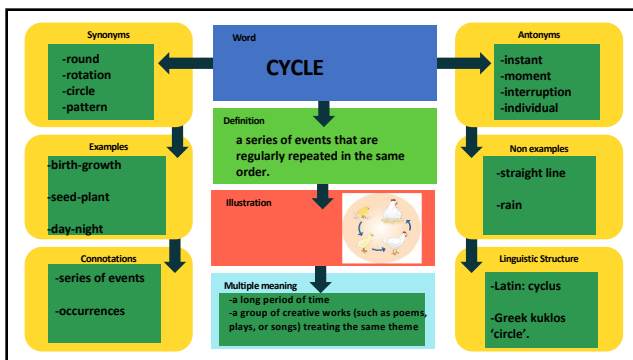 Synonyms
-round
-rotation
-circle
-pattern
Word
CYCLE
Antonyms
-instant
-moment
-interruption
-individual
Examples
-birth-growth
-seed-plant
-day-night
Definition
a series of events that are
regularly repeated in the same
order.
Non examples
-straight line
-rain
Illustration
Connotations
-series of events
-occurrences
Multiple meaning
-a long period of time
-a group of creative works (such as poems,
plays, or songs) treating the same theme
Linguistic Structure
-Latin: cyclus
-Greek kuklos
‘circle’.